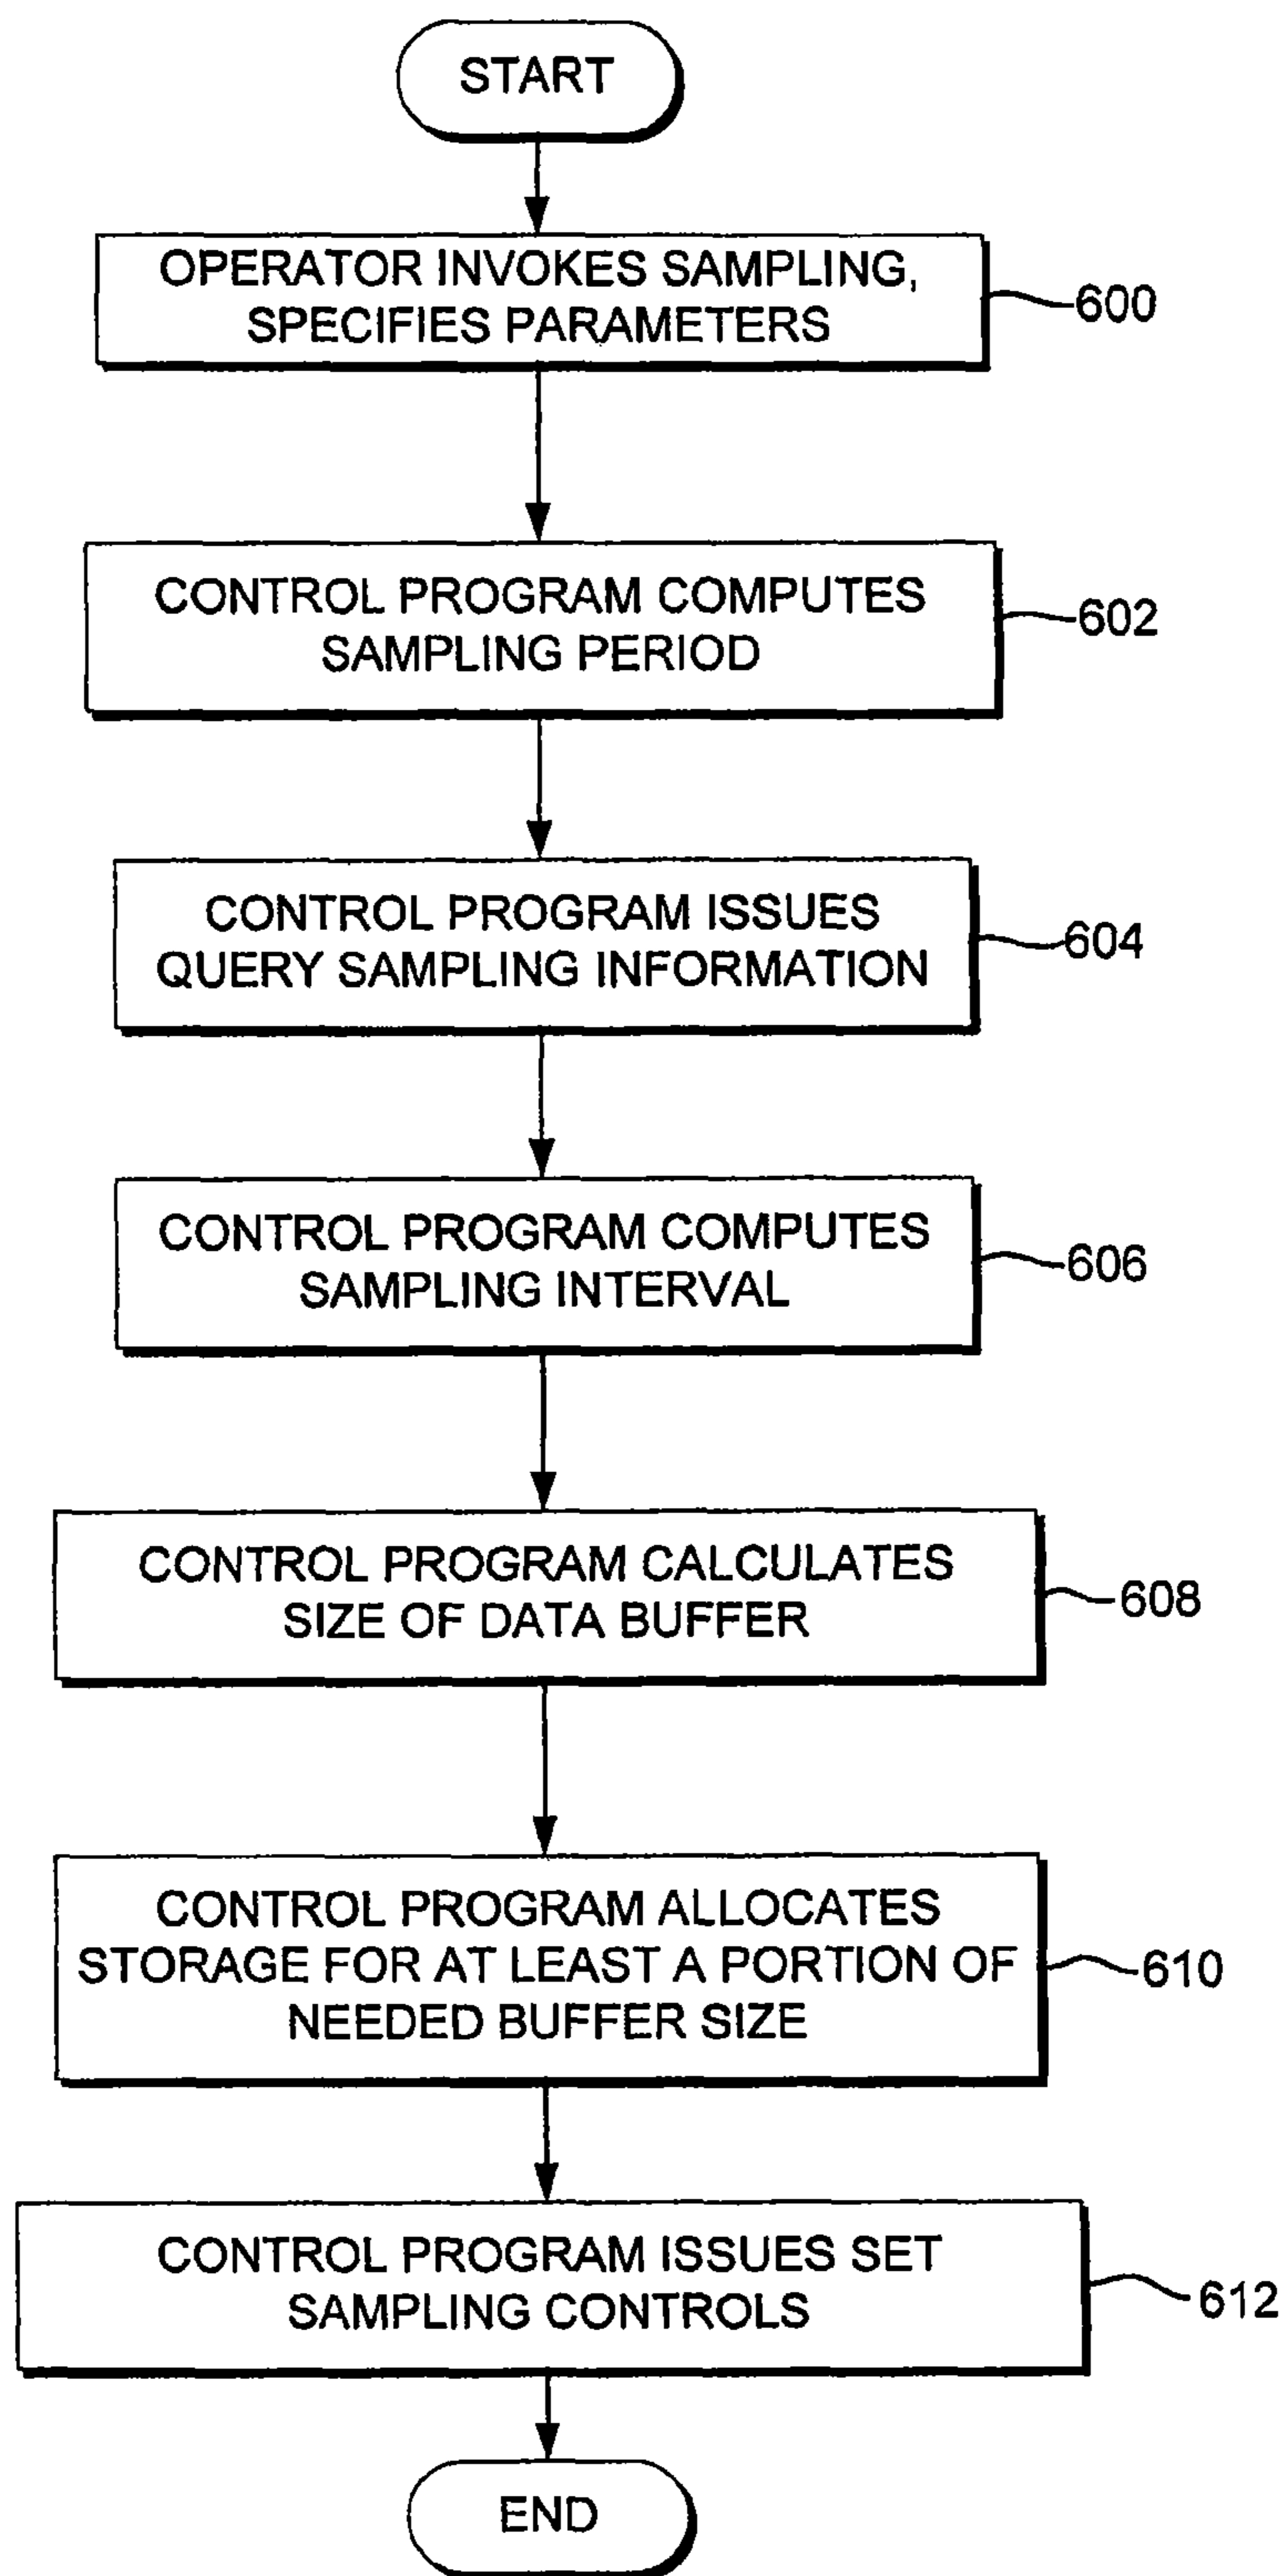 START
OPERATOR INVOKES SAMPLING,
SPECIFIES PARAMETERS
600
CONTROL PROGRAM COMPUTES
SAMPLING PERIOD
602
CONTROL PROGRAM ISSUES
QUERY SAMPLING INFORMATION
604
CONTROL PROGRAM COMPUTES
SAMPLING INTERVAL
606
CONTROL PROGRAM CALCULATES
SIZE OF DATA BUFFER
608
CONTROL PROGRAM ALLOCATES
STORAGE FOR AT LEAST A PORTION OF
NEEDED BUFFER SIZE
610
CONTROL PROGRAM ISSUES SET
SAMPLING CONTROLS
612
END